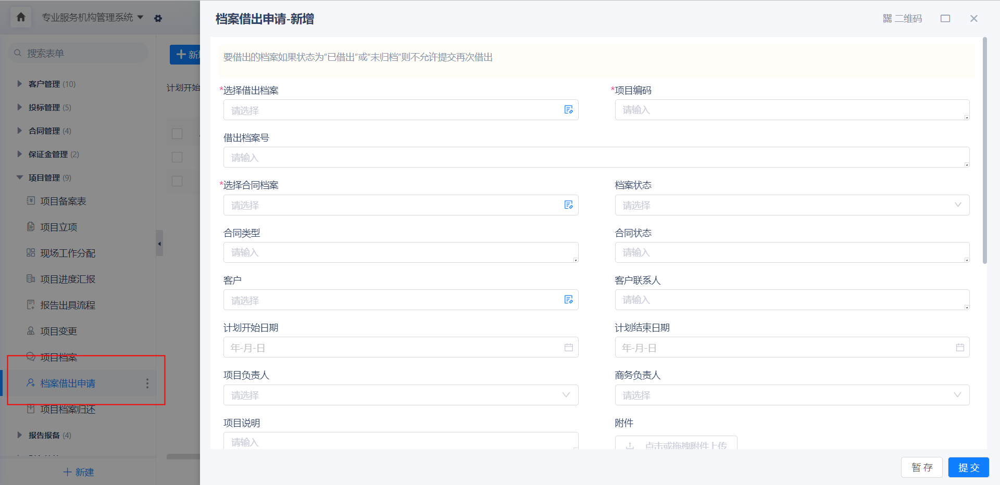 专业服务机构管理系统
搜索表单
客户管理 (10)
投标管理 (5)
合同管理 (4)
保证金管理 (2)
项目管理 (9)
项目备案表
项目立项
现场工作分配
项目进度汇报
报告出具流程
项目变更
项目档案
档案借出申请
项目档案归还
报告报备 (4)
新建
计划开始
档案借出申请-新增
二维码
要借出的档案如果状态为“已借出“或“未归档”则不允许提交再次借出
*选择借出档案
请选择
*项目编码
请输入
借出档案号
请输入
*选择合同档案
请选择
档案状态
请选择
合同类型
请输入
合同状态
请输入
客户
请选择
客户联系人
请输入
计划开始日期
年-月-日
计划结束日期
年-月-日
项目负责人
请选择
商务负责人
请选择
项目说明
请输入
附件
点击或拖拽附件上传
暂存
提交